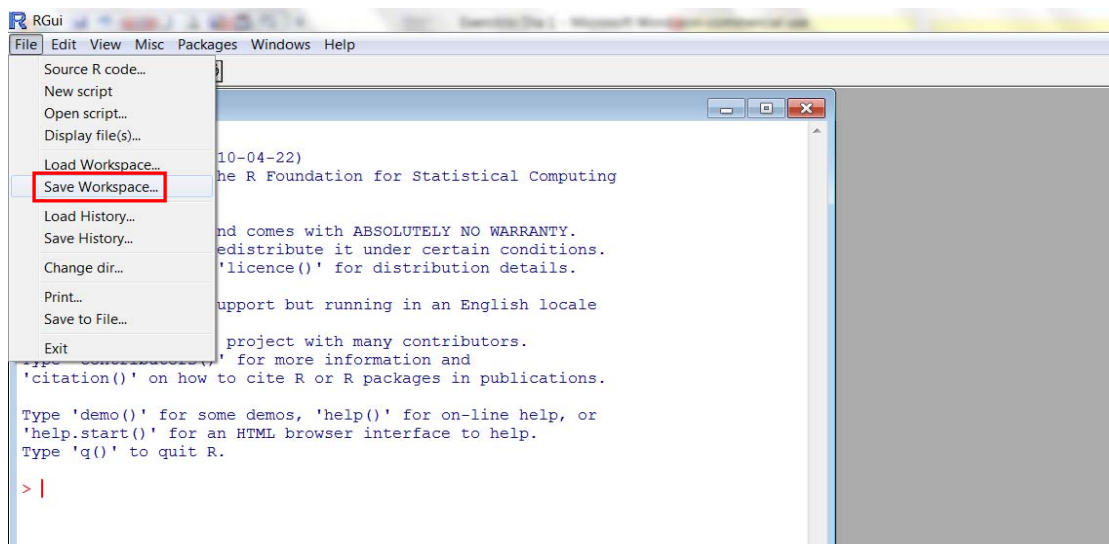 RGui
File Edit View Misc Packages Windows Help
Source R code...
New script
Open script...
Display file(s)...
Load Workspace...
Save Workspace...
Load History...
Save History...
Change dir...
Print...
Save to File...
Exit
10-04-22)
he R Foundation for Statistical Computing
nd comes with ABSOLUTELY NO WARRANTY.
edistribute it under certain conditions.
'licence()' for distribution details.
upport but running in an English locale
project with many contributors.
Type 'contributors()' for more information and
'citation()' on how to cite R or R packages in publications.
Type 'demo()' for some demos, 'help()' for on-line help, or
'help.start()' for an HTML browser interface to help.
Type 'q()' to quit R.
>